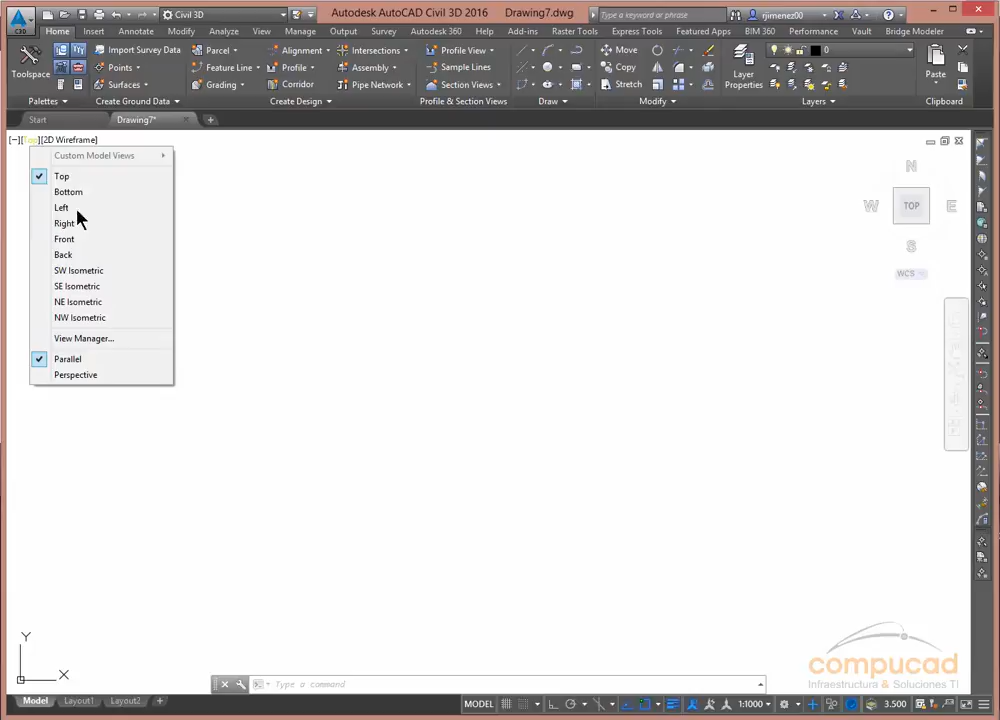 C3D
Civil 3D
Autodesk AutoCAD Civil 3D 2016 Drawing7.dwg
Type a keyword or phrase
rjimenez00
Home Insert Annotate Modify Analyze View Manage Output Survey Autodesk 360 Help Add-ins Raster Tools Express Tools Featured Apps BIM 360 Performance Vault Bridge Modeler
Toolspace
Palettes
Import Survey Data
Points
Surfaces
Create Ground Data
Parcel
Feature Line
Grading
Alignment
Profile
Corridor
Intersections
Assembly
Pipe Network
Create Design
Profile View
Sample Lines
Section Views
Profile & Section Views
Draw
Move
Copy
Stretch
Modify
Layer
Properties
0
Layers
Paste
Clipboard
Start
Drawing7*
[−][Top][2D Wireframe]
Custom Model Views
Top
Bottom
Left
Right
Front
Back
SW Isometric
SE Isometric
NE Isometric
NW Isometric
View Manager...
Parallel
Perspective
N
W
TOP
E
S
WCS
Y
X
compucad
Infraestructura & Soluciones TI
Type a command
Model Layout1 Layout2
MODEL
1:1000
3.500